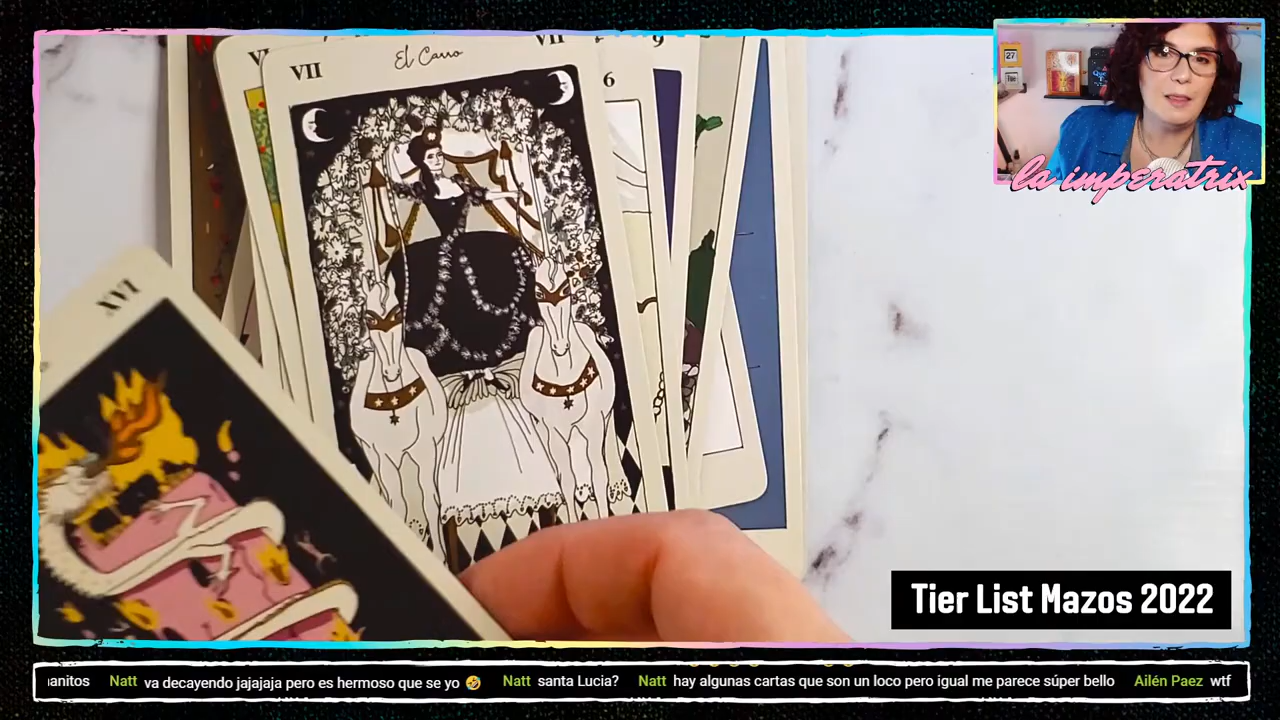 VII
El Carro
VII
9
6
XVI
27
la imperatrix
Tier List Mazos 2022
anitos Natt va decayendo jajajaja pero es hermoso que se yo 🤣 Natt santa Lucia? Natt hay algunas cartas que son un loco pero igual me parece súper bello Ailén Paez wtf